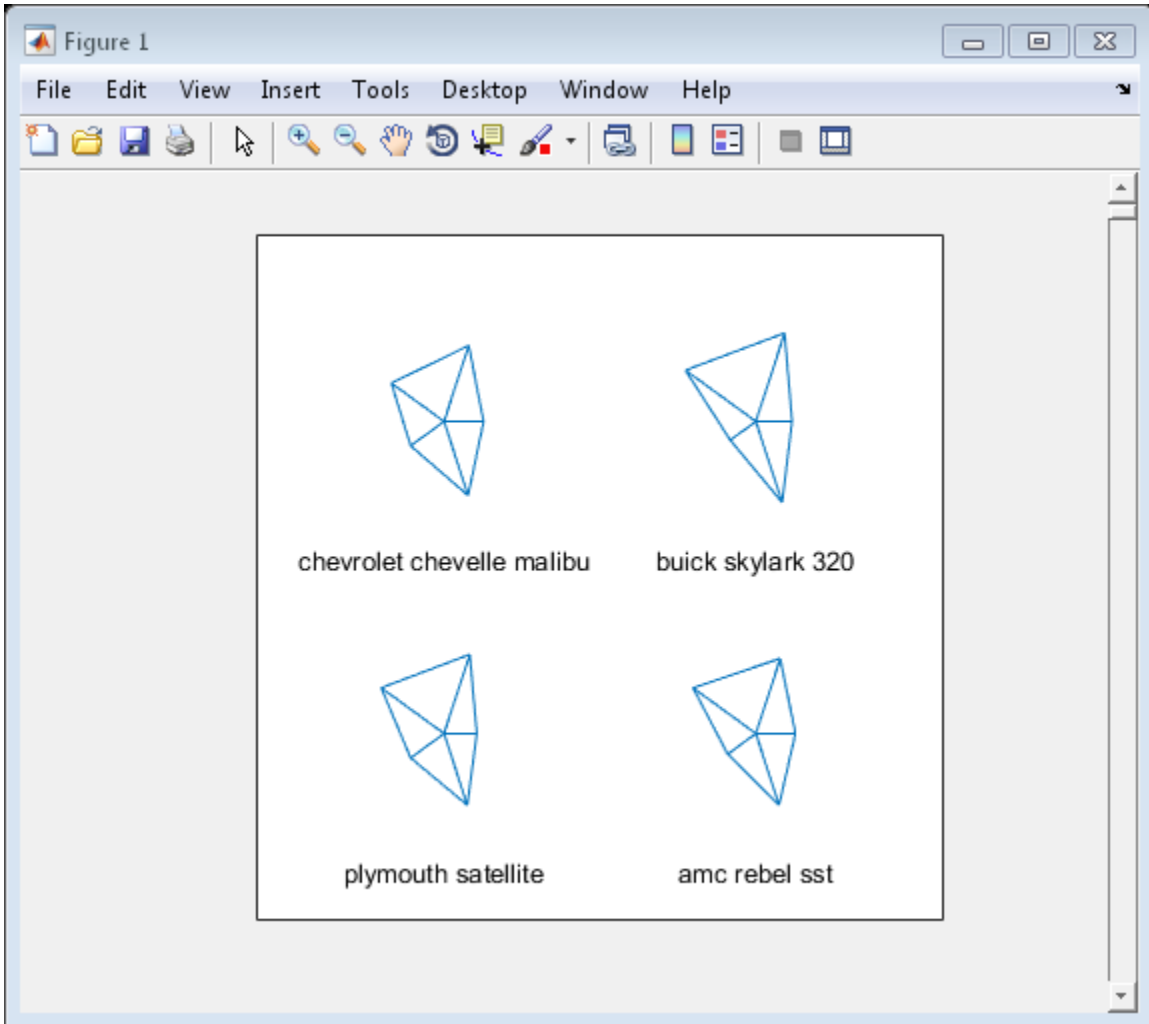 Figure 1
File Edit View Insert Tools Desktop Window Help
chevrolet chevelle malibu buick skylark 320
plymouth satellite amc rebel sst